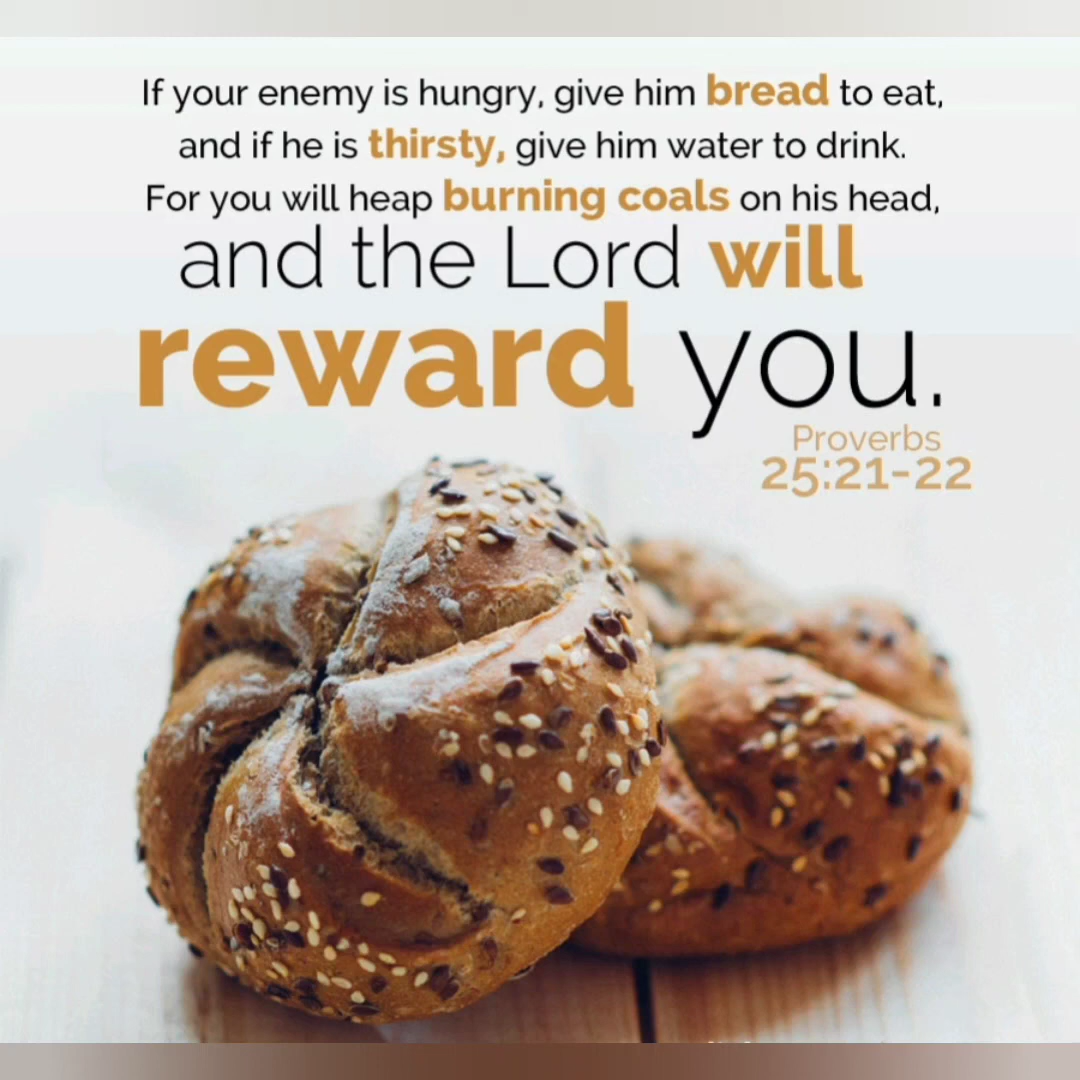 If your enemy is hungry, give him bread to eat,
and if he is thirsty, give him water to drink.
For you will heap burning coals on his head,
and the Lord will
reward you.
Proverbs
25:21-22